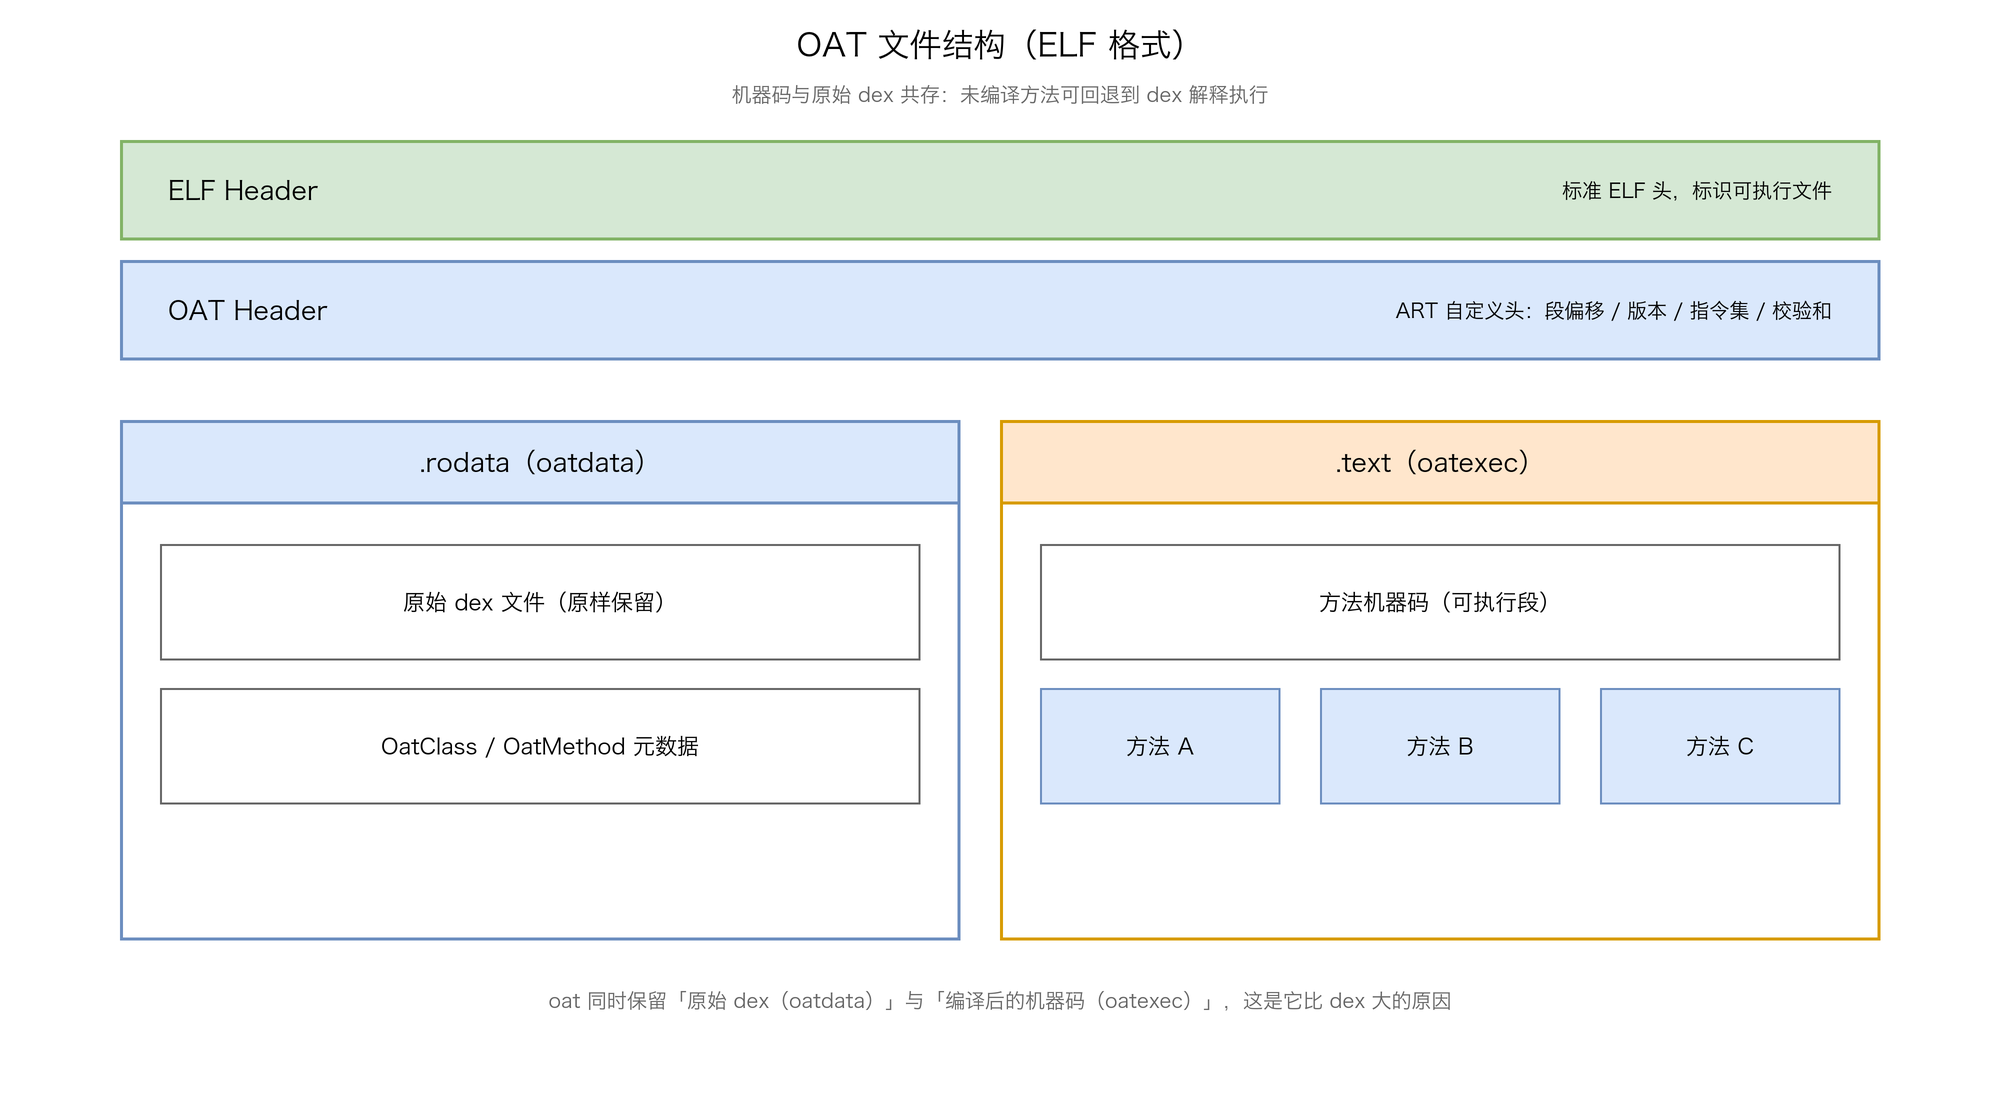 OAT 文件结构（ELF 格式）
机器码与原始 dex 共存：未编译方法可回退到 dex 解释执行
ELF Header
标准 ELF 头，标识可执行文件
OAT Header
ART 自定义头：段偏移 / 版本 / 指令集 / 校验和
.rodata（oatdata）
.text（oatexec）
原始 dex 文件（原样保留）
方法机器码（可执行段）
OatClass / OatMethod 元数据
方法 A
方法 B
方法 C
oat 同时保留「原始 dex（oatdata）」与「编译后的机器码（oatexec）」，这是它比 dex 大的原因